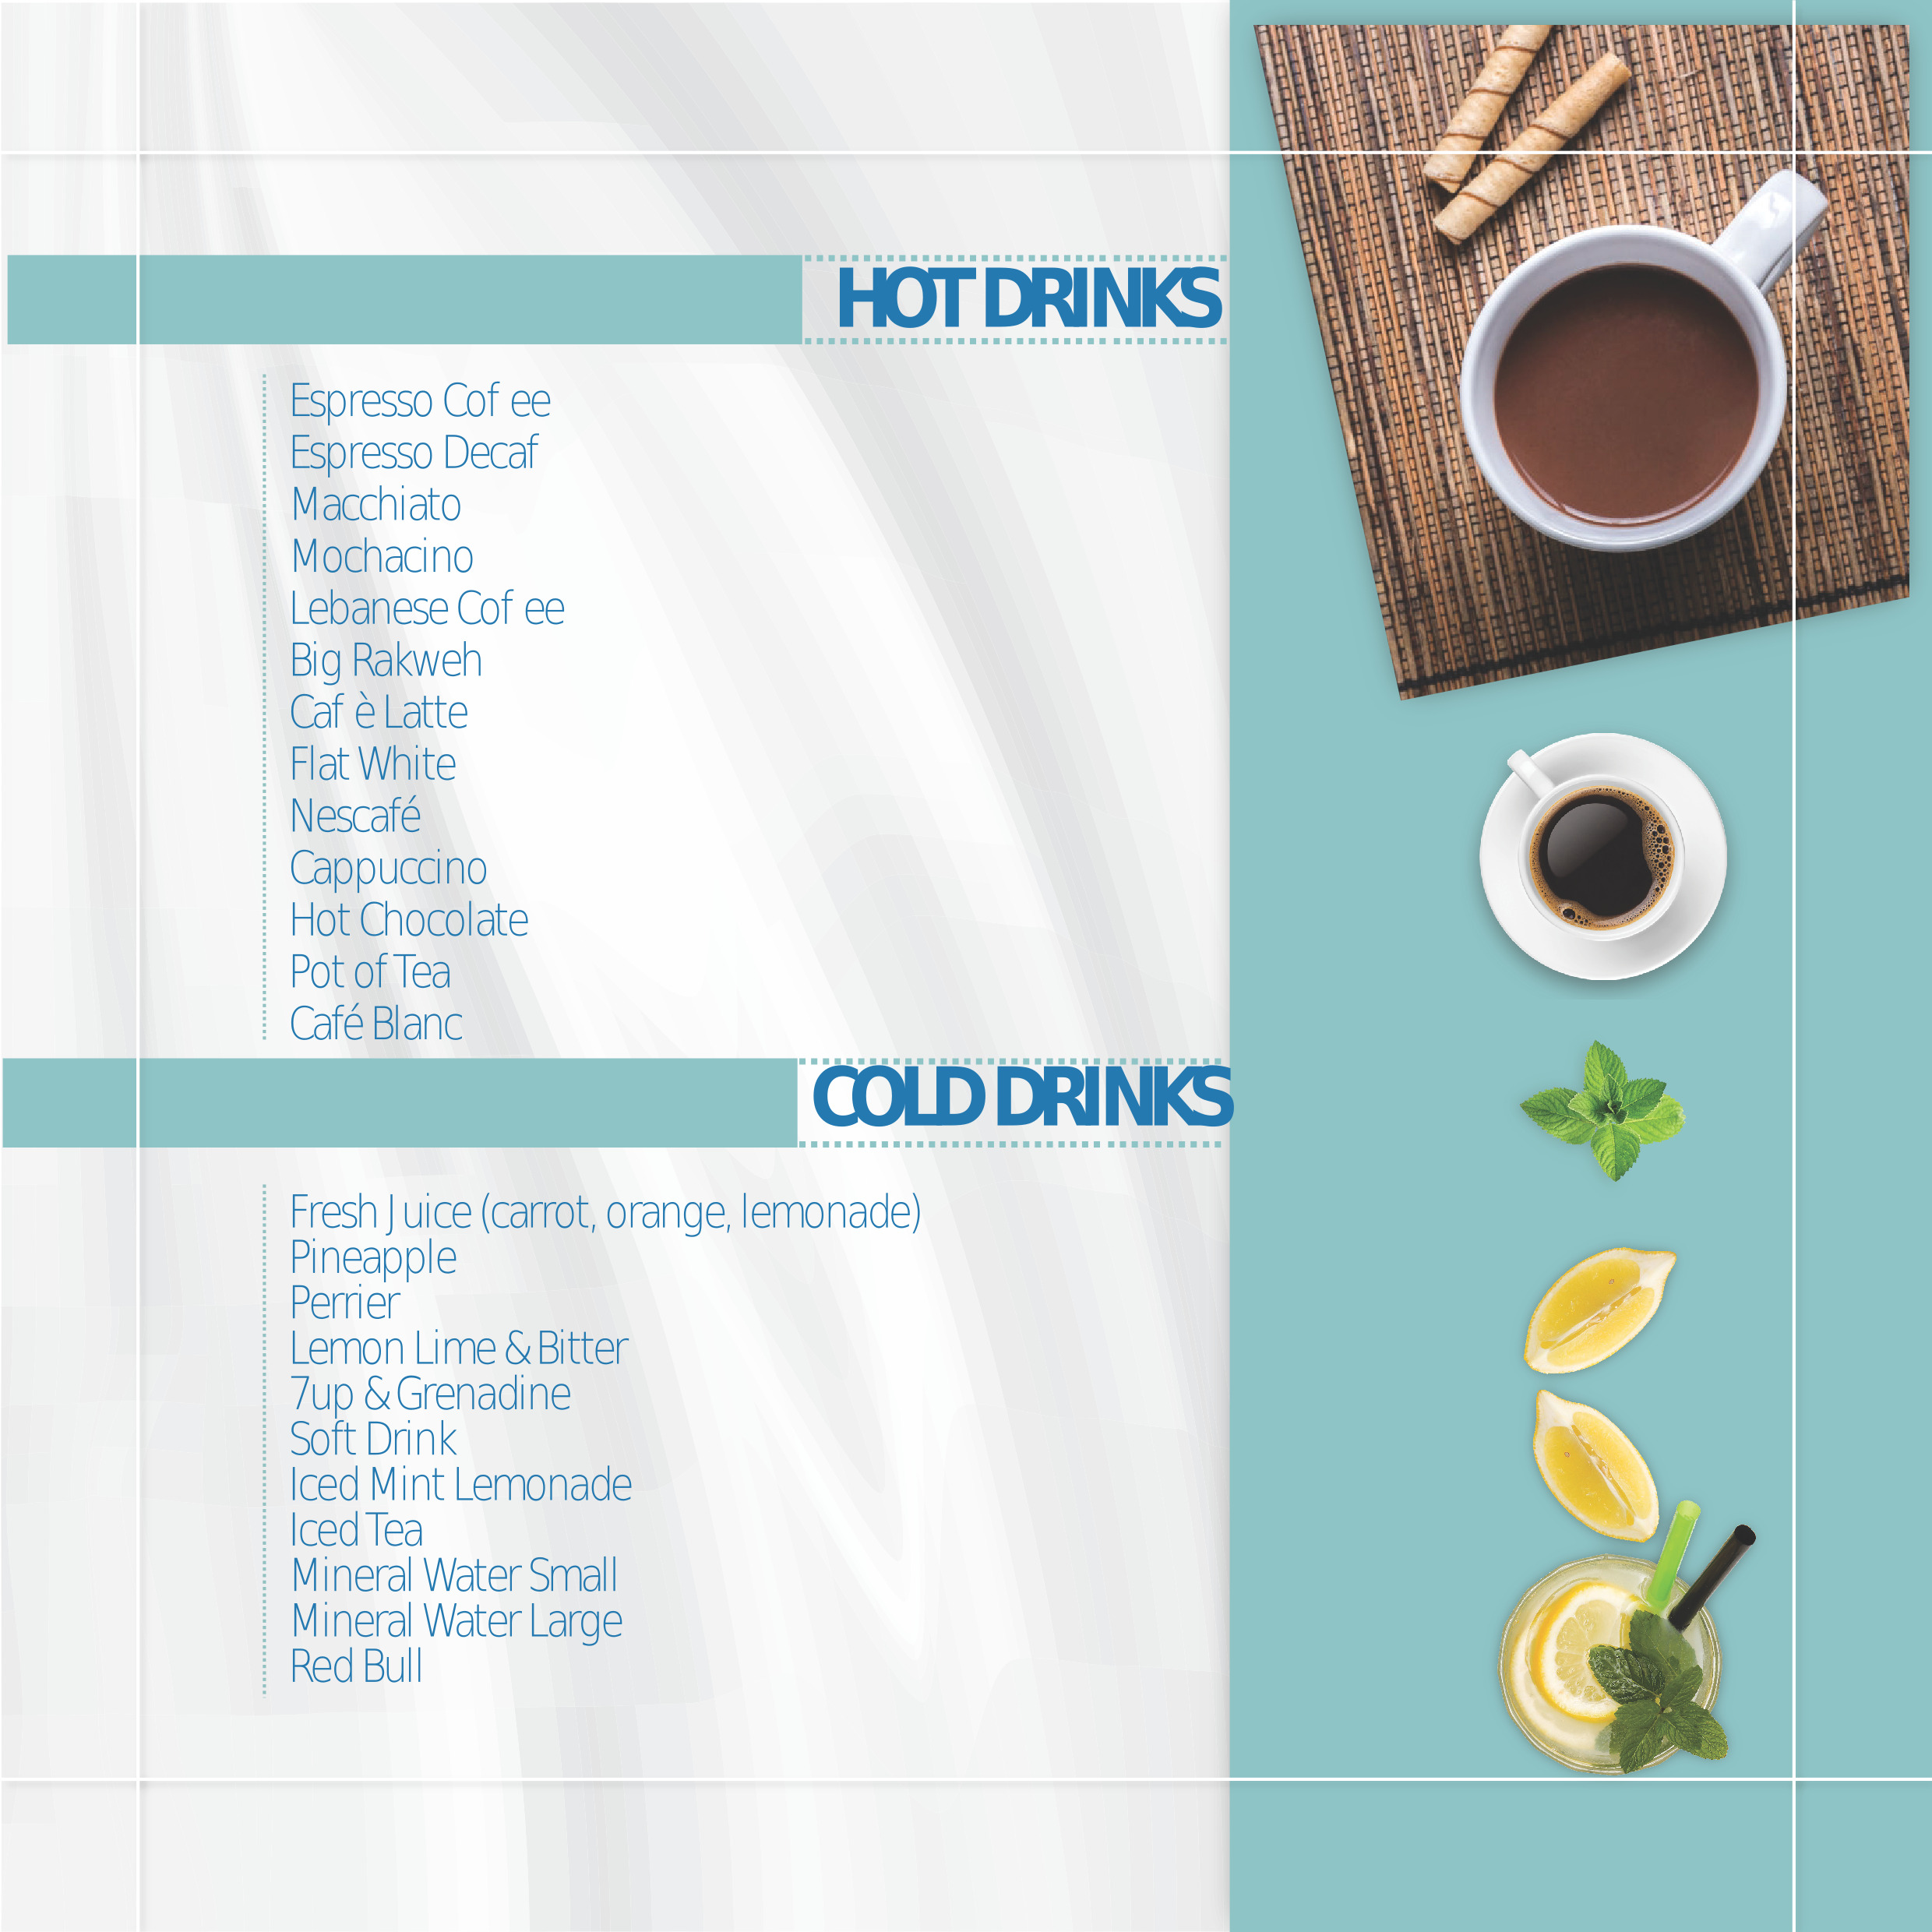 HOT DRINKS
Espresso Cof ee
Espresso Decaf
Macchiato
Mochacino
Lebanese Cof ee
Big Rakweh
Caf è Latte
Flat White
Nescafé
Cappuccino
Hot Chocolate
Pot of Tea
Café Blanc
COLD DRINKS
Fresh Juice (carrot, orange, lemonade)
Pineapple
Perrier
Lemon Lime & Bitter
7up & Grenadine
Soft Drink
Iced Mint Lemonade
Iced Tea
Mineral Water Small
Mineral Water Large
Red Bull